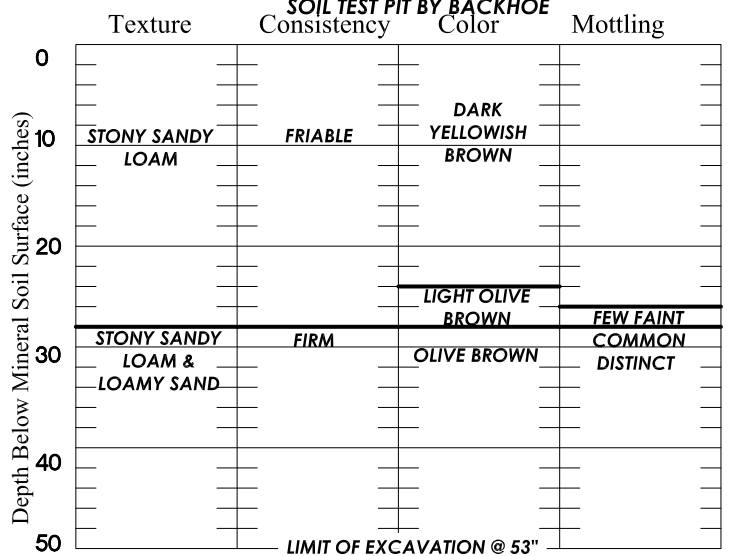 SOIL TEST PIT BY BACKHOE
Texture Consistency Color Mottling
Depth Below Mineral Soil Surface (inches)
0
10
20
30
40
50
STONY SANDY
LOAM
FRIABLE
DARK
YELLOWISH
BROWN
LIGHT OLIVE
BROWN
FEW FAINT
STONY SANDY
LOAM &
LOAMY SAND
FIRM
OLIVE BROWN
COMMON
DISTINCT
LIMIT OF EXCAVATION @ 53"